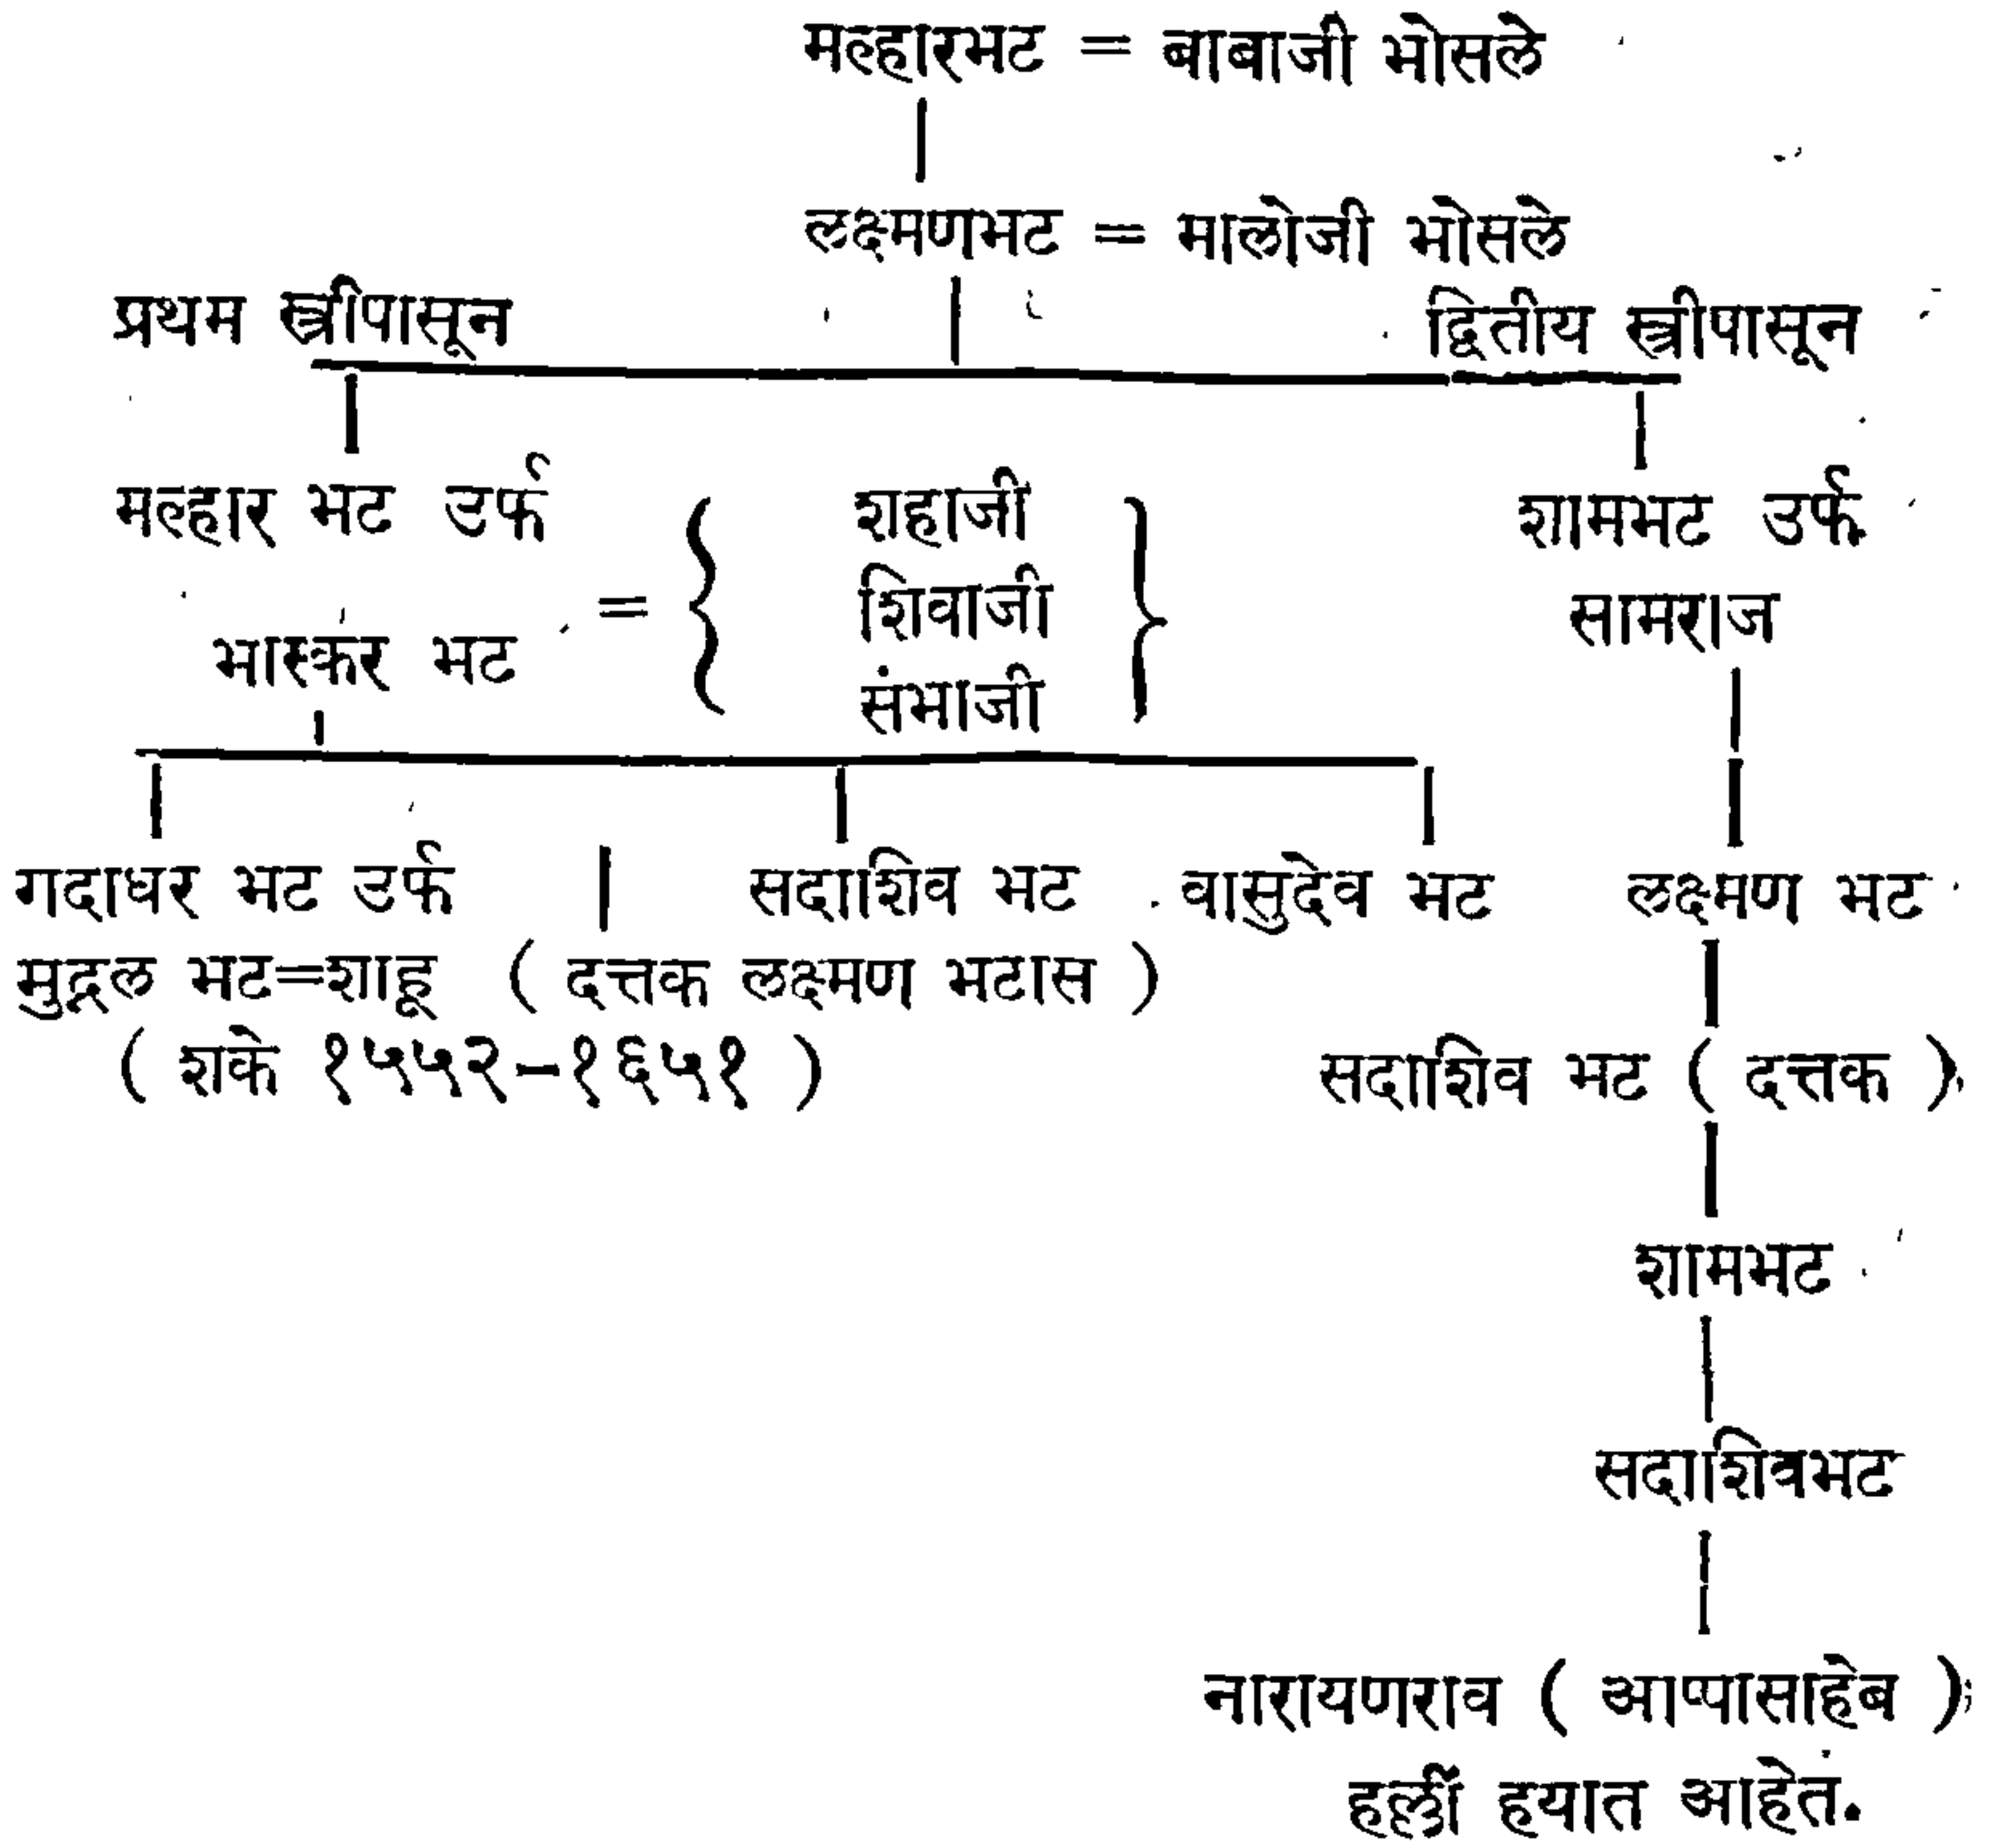 मल्हारभट = बाबाजी भोसले
लक्ष्मणभट = मालोजी भोसले
प्रथम स्त्रीपासून द्वितीय स्त्रीपासून
मल्हार भट उर्फ शहाजी शामभट उर्फ
= { शिवाजी } सामराज
भास्कर भट संभाजी
गदाधर भट उर्फ सदाशिव भट वासुदेव भट लक्ष्मण भट
मुद्गल भट=शाहू ( दत्तक लक्ष्मण भटास )
( शके १५५२-१६५१ ) सदाशिव भट ( दत्तक )
शामभट
सदाशिवभट
नारायणराव ( आप्पासाहेब )
हल्लीं हयात आहेत.